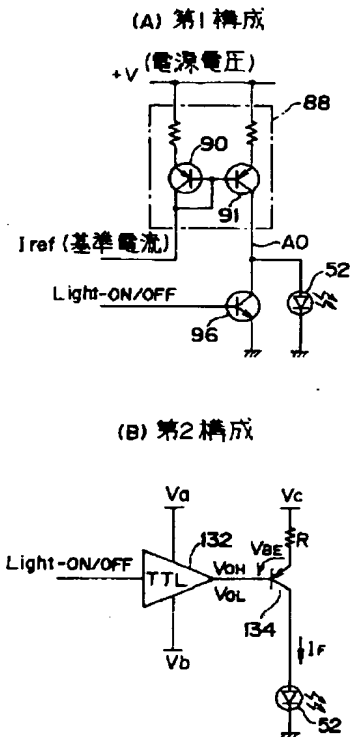 (A) 第1構成
(電源電圧)
+V
88
90
91
Iref (基準電流)
AO
Light-ON/OFF
52
96
(B) 第2構成
Va
Vc
132
Light-ON/OFF
TTL
VOH
VOL
VBE
R
134
IF
Vb
52